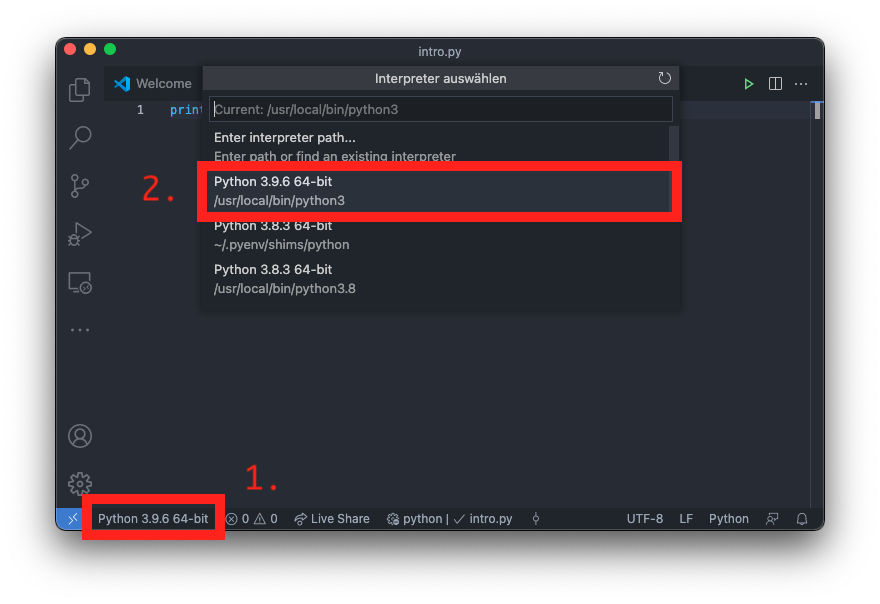 intro.py
Welcome
Interpreter auswählen
1 print
Current: /usr/local/bin/python3
Enter interpreter path...
Enter path or find an existing interpreter
2.
Python 3.9.6 64-bit
/usr/local/bin/python3
Python 3.8.3 64-bit
~/.pyenv/shims/python
Python 3.8.3 64-bit
/usr/local/bin/python3.8
1.
Python 3.9.6 64-bit 0 0 Live Share python | ✓ intro.py UTF-8 LF Python